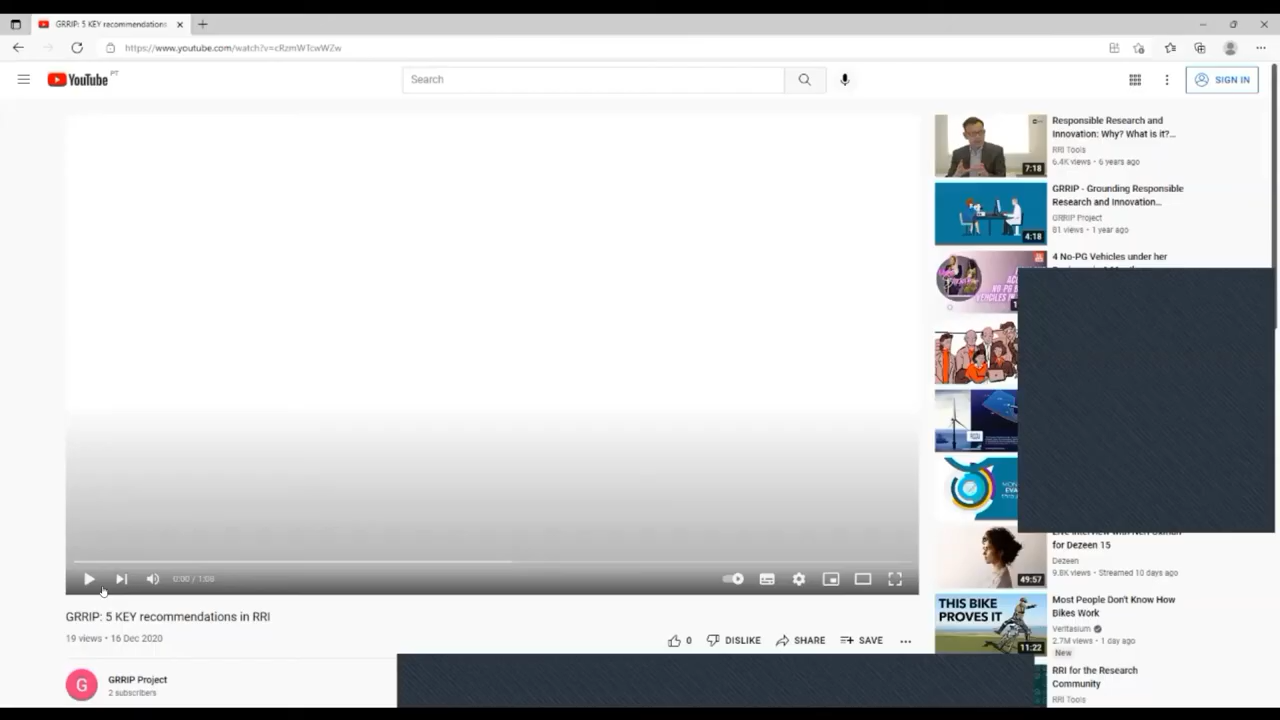 GRRIP: 5 KEY recommendations
https://www.youtube.com/watch?v=cRzmWTcwWZw
YouTube PT
Search
SIGN IN
Responsible Research and
Innovation: Why? What is it?...
RRI Tools
6.4K views • 6 years ago
7:18
GRRIP - Grounding Responsible
Research and Innovation...
GRRIP Project
81 views • 1 year ago
4:18
4 No-PG Vehicles under her
for Dezeen 15
Dezeen
9.8K views • Streamed 10 days ago
49:57
Most People Don't Know How
Bikes Work
Veritasium
2.7M views • 1 day ago
New
THIS BIKE
PROVES IT
11:22
RRI for the Research
Community
RRI Tools
0:00 / 1:08
GRRIP: 5 KEY recommendations in RRI
19 views • 16 Dec 2020
0
DISLIKE
SHARE
SAVE
G
GRRIP Project
2 subscribers